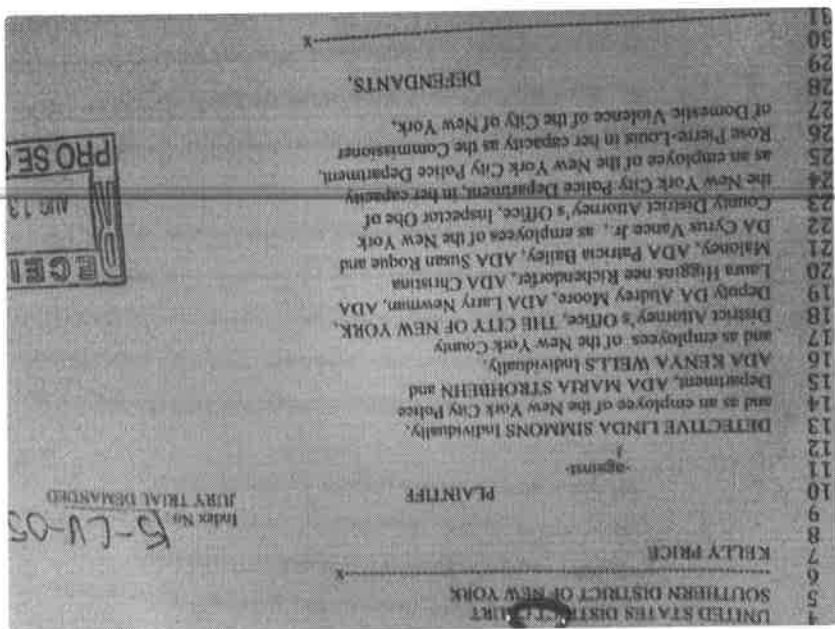 UNITED STATES DISTRICT COURT
5 SOUTHERN DISTRICT OF NEW YORK
6 x
7 KELLY PRICE
8
9
Index No. 15-CV-05
10 PLAINTIFF
JURY TRIAL DEMANDED
11 -against-
12
13 DETECTIVE LINDA SIMMONS Individually,
14 and as an employee of the New York City Police
15 Department, ADA MARIA STROHBEHN and
16 ADA KENYA WELLS Individually,
17 and as employees of the New York County
18 District Attorney's Office, THE CITY OF NEW YORK,
19 Deputy DA Audrey Moore, ADA Larry Newman, ADA
20 Laura Higgins nee Richendorfer, ADA Christina
21 Maloney, ADA Patricia Bailey, ADA Susan Roque and
22 DA Cyrus Vance Jr., as employees of the New York
23 County District Attorney's Office, Inspector Obe of
24 the New York City Police Department, in her capacity
25 as an employee of the New York City Police Department,
26 Rose Pierre-Louis in her capacity as the Commissioner
27 of Domestic Violence of the City of New York,
28 DEFENDANTS,
29
30 x
31
ECEI
AUG 13
PRO SE O